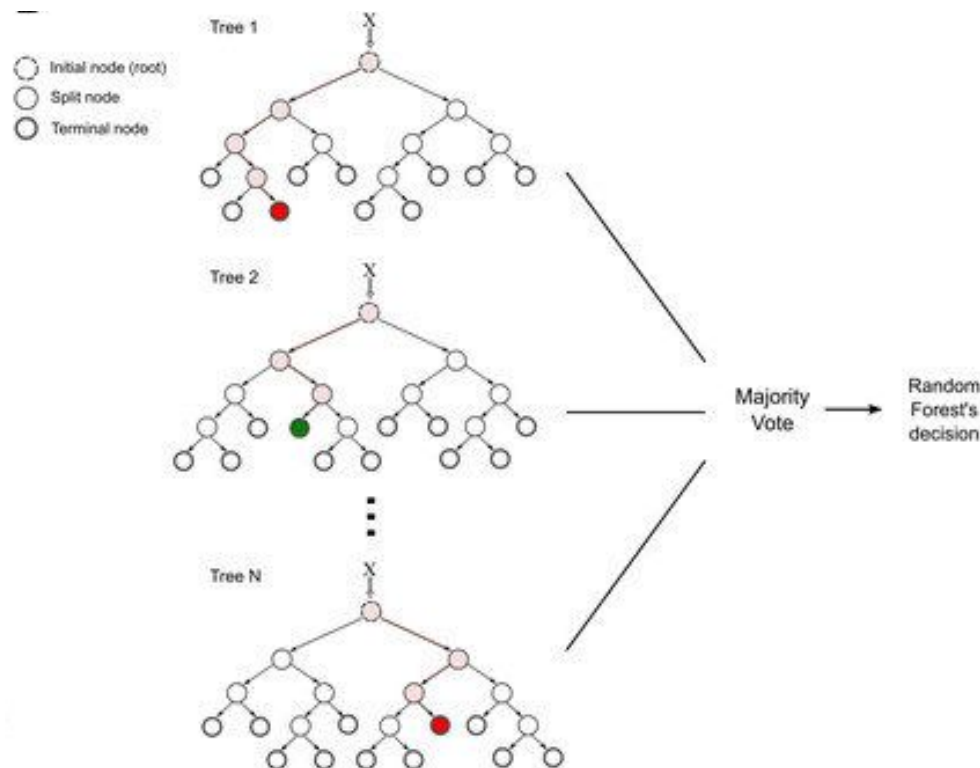 Tree 1
X
Initial node (root)
Split node
Terminal node
Tree 2
X
Majority
Vote
Random
Forest's
decision
Tree N
X